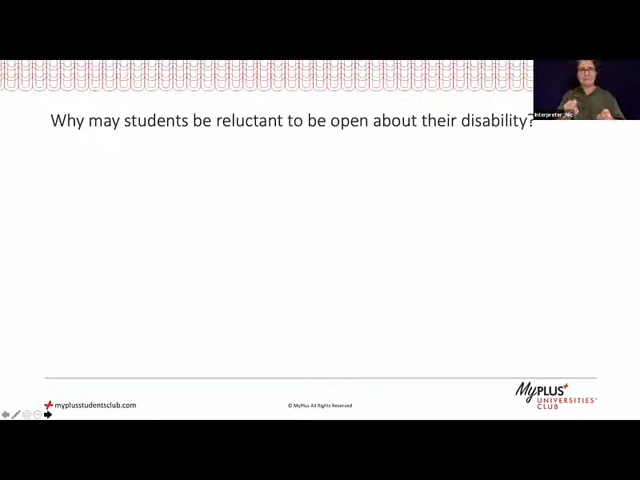 Why may students be reluctant to be open about their disability?
Interpreter_Nic
myplusstudentsclub.com
© MyPlus All Rights Reserved
MyPLUS+
UNIVERSITIES'
CLUB